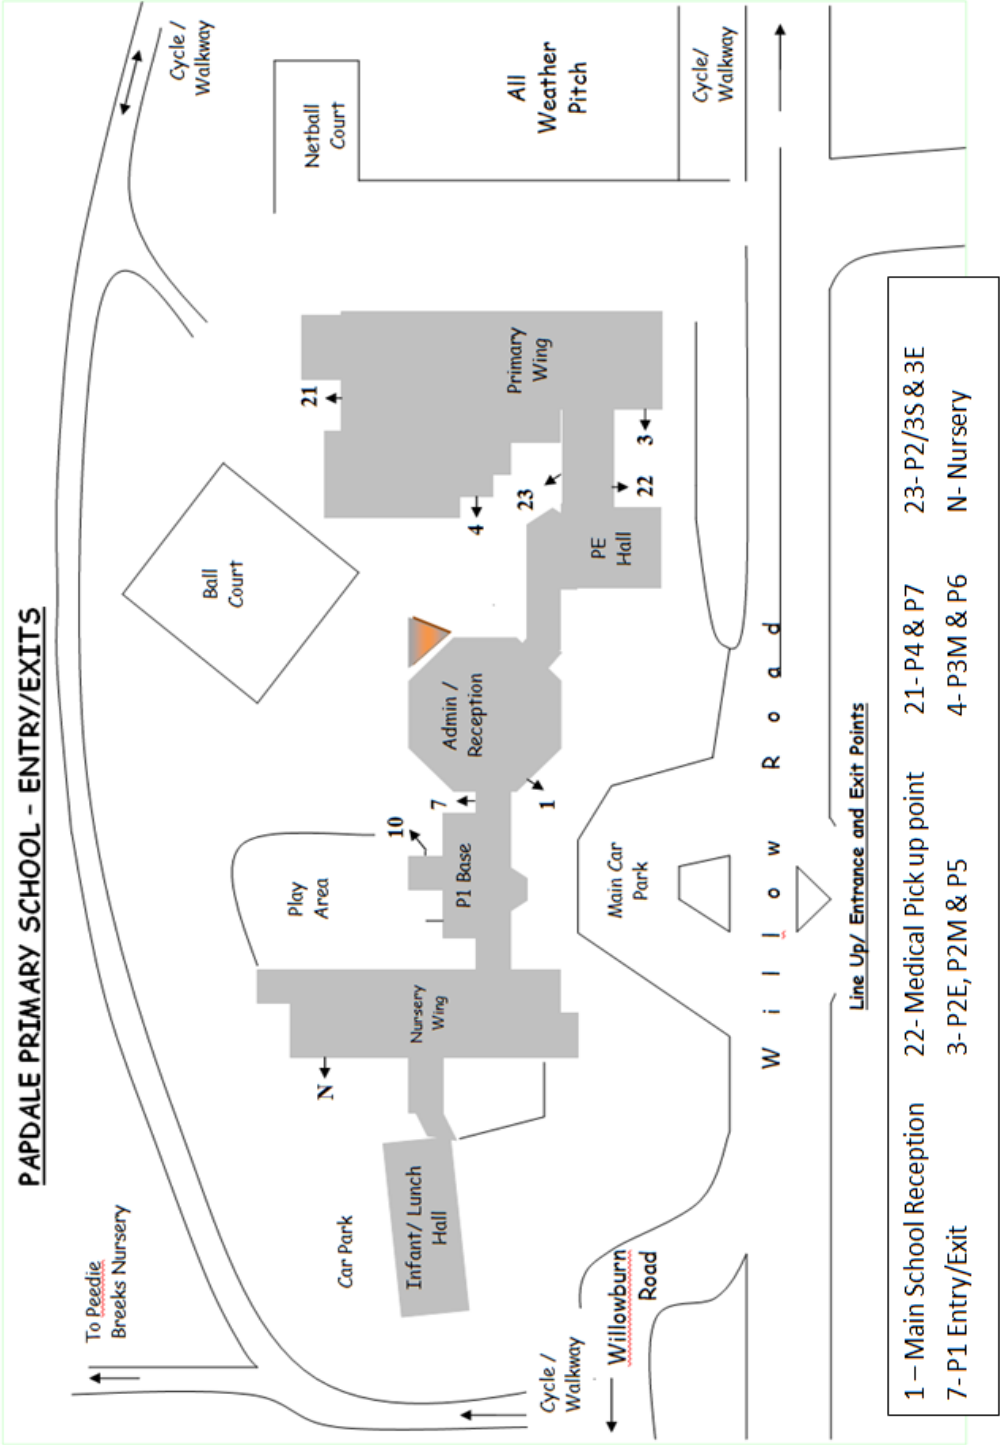 PAPDALE PRIMARY SCHOOL - ENTRY/EXITS
To Peedie
Breeks Nursery
Cycle /
Walkway
Netball
Court
All
Weather
Pitch
Cycle/
Walkway
Ball
Court
21
Primary
Wing
4
23
3
22
PE
Hall
Admin /
Reception
7
1
10
P1 Base
Play
Area
Main Car
Park
Nursery
Wing
N
Car Park
Infant/ Lunch
Hall
Cycle /
Walkway
Willowburn
Road
Willow Road
Line Up/ Entrance and Exit Points
1 – Main School Reception 22- Medical Pick up point 21- P4 & P7 23- P2/3S & 3E
7- P1 Entry/Exit 3- P2E, P2M & P5 4- P3M & P6 N- Nursery